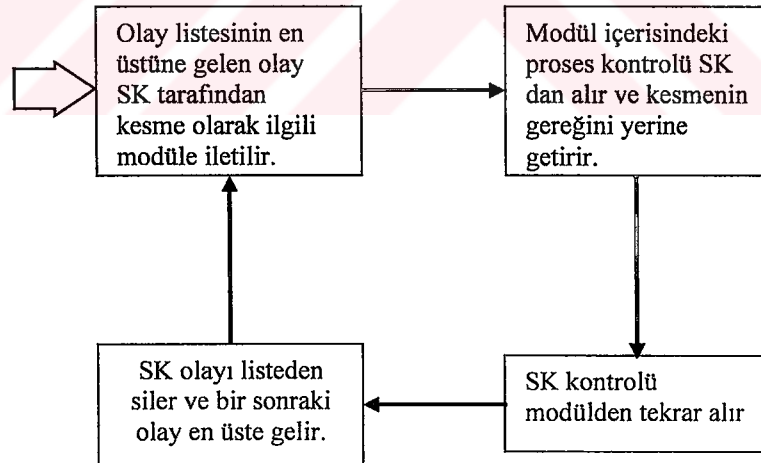 Olay listesinin en
üstüne gelen olay
SK tarafından
kesme olarak ilgili
modüle iletilir.
Modül içerisindeki
proses kontrolü SK
dan alır ve kesmenin
gereğini yerine
getirir.
SK olayı listeden
siler ve bir sonraki
olay en üste gelir.
SK kontrolü
modülden tekrar alır